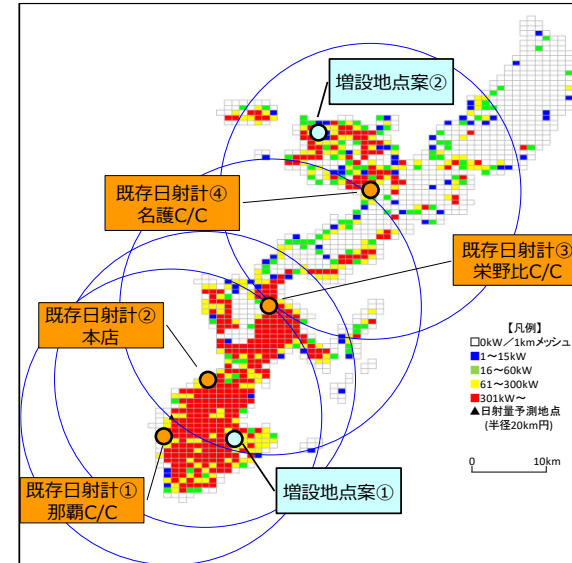 増設地点案②
既存日射計④
名護C/C
既存日射計③
栄野比C/C
既存日射計②
本店
【凡例】
0kW/1kmメッシュ
1~15kW
16~60kW
61~300kW
301kW~
▲日射量予測地点
(半径20km円)
0 10km
既存日射計①
那覇C/C
増設地点案①